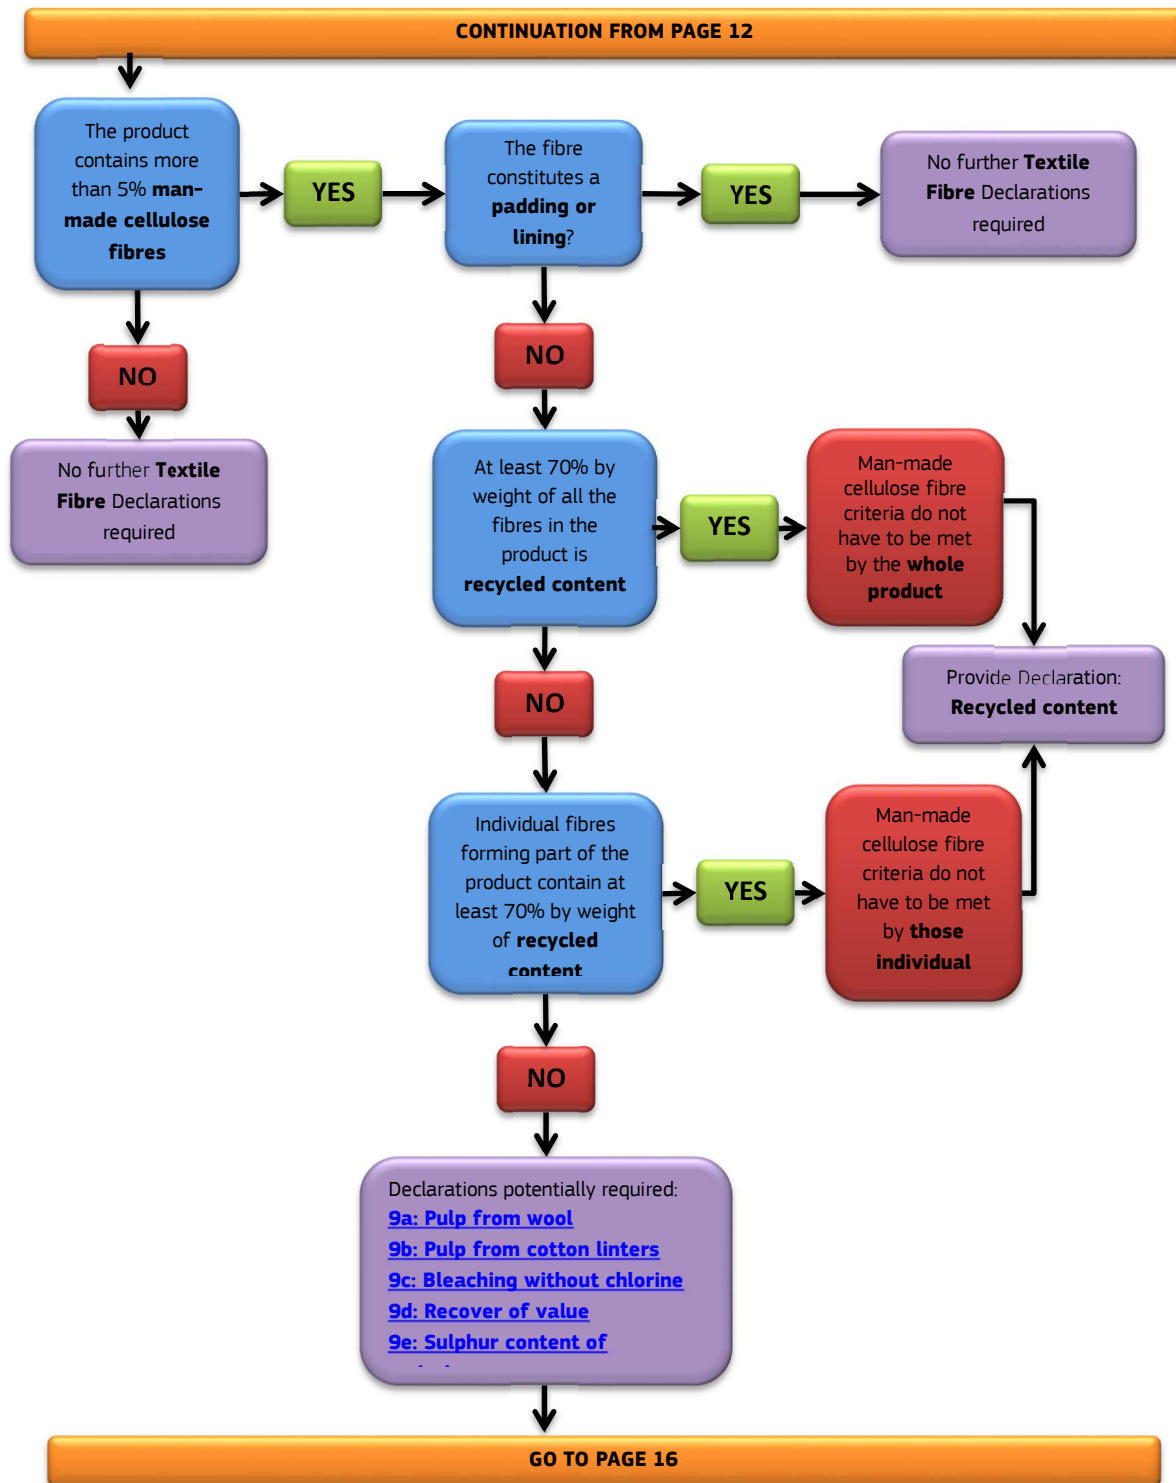 CONTINUATION FROM PAGE 12
The product
contains more
than 5% man-
made cellulose
fibres
YES
The fibre
constitutes a
padding or
lining?
YES
No further Textile
Fibre Declarations
required
NO
No further Textile
Fibre Declarations
required
NO
At least 70% by
weight of all the
fibres in the
product is
recycled content
YES
Man-made
cellulose fibre
criteria do not
have to be met
by the whole
product
Provide Declaration:
Recycled content
NO
Individual fibres
forming part of the
product contain at
least 70% by weight
of recycled
content
YES
Man-made
cellulose fibre
criteria do not
have to be met
by those
individual
NO
Declarations potentially required:
9a: Pulp from wool
9b: Pulp from cotton linters
9c: Bleaching without chlorine
9d: Recover of value
9e: Sulphur content of
GO TO PAGE 16